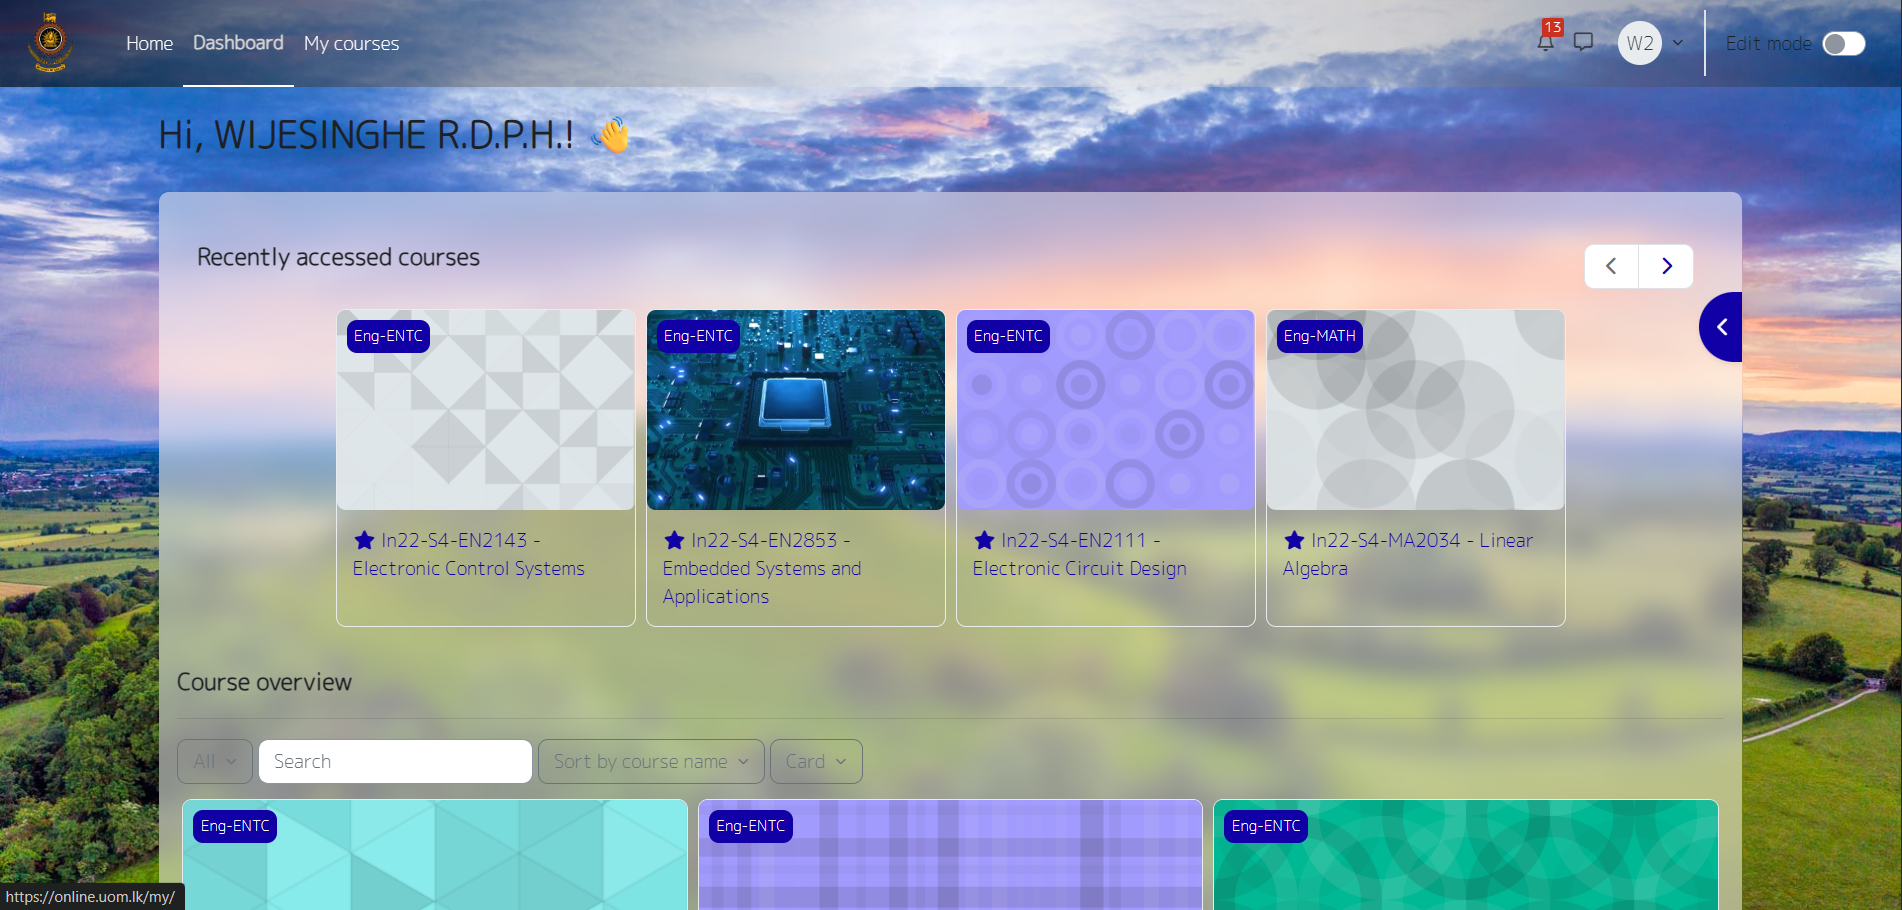 Home Dashboard My courses
13
W2
Edit mode
Hi, WIJESINGHE R.D.P.H.! 👋
Recently accessed courses
Eng-ENTC
In22-S4-EN2143 -
Electronic Control Systems
Eng-ENTC
In22-S4-EN2853 -
Embedded Systems and
Applications
Eng-ENTC
In22-S4-EN2111 -
Electronic Circuit Design
Eng-MATH
In22-S4-MA2034 - Linear
Algebra
Course overview
All
Search
Sort by course name
Card
Eng-ENTC
Eng-ENTC
Eng-ENTC
https://online.uom.lk/my/